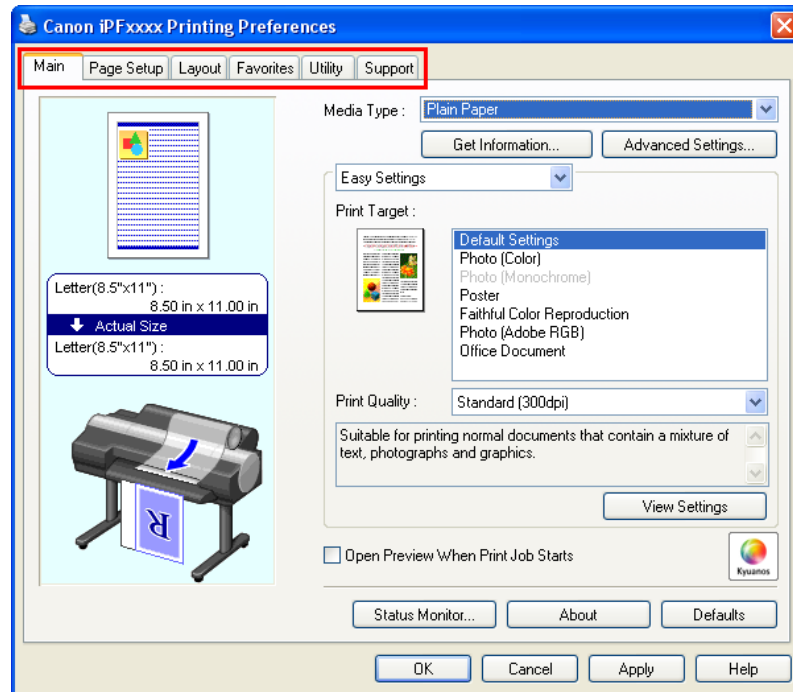 Canon iPFxxxx Printing Preferences
Main Page Setup Layout Favorites Utility Support
Media Type : Plain Paper
Get Information... Advanced Settings...
Easy Settings
Print Target :
Default Settings
Photo (Color)
Photo (Monochrome)
Poster
Faithful Color Reproduction
Photo (Adobe RGB)
Office Document
Letter(8.5"x11") :
8.50 in x 11.00 in
Actual Size
Letter(8.5"x11") :
8.50 in x 11.00 in
R
Print Quality : Standard (300dpi)
Suitable for printing normal documents that contain a mixture of
text, photographs and graphics.
View Settings
Open Preview When Print Job Starts
Kyuanos
Status Monitor... About Defaults
OK Cancel Apply Help